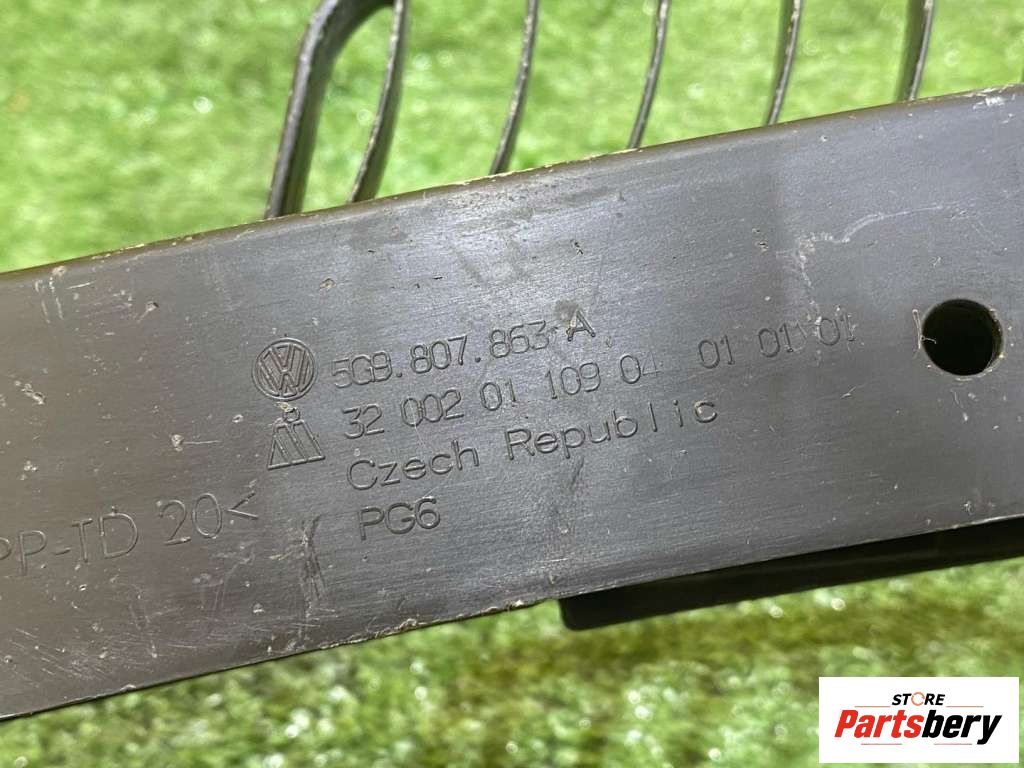 5G9.807.863-A
32 002 01 109 04 01 01 01
Czech Republic
PP-TD 20<
PG6
STORE
Partsbery